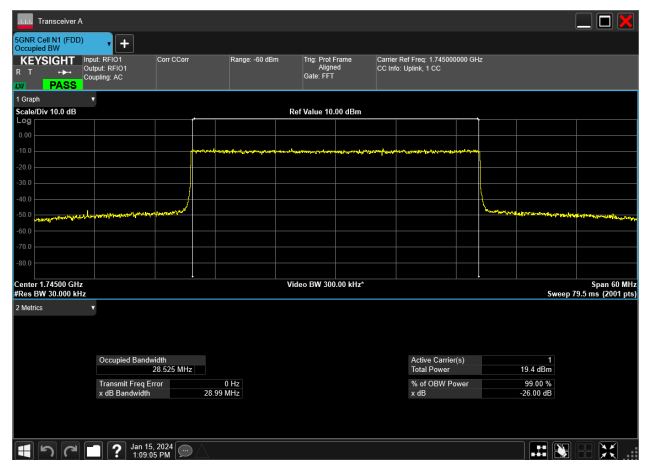 Transceiver A
5GNR Cell N1 (FDD)
Occupied BW
+
KEYSIGHT
R T
LV
PASS
Input: RFIO1
Output: RFIO1
Coupling: AC
Corr CCorr
Range: -60 dBm
Trig: Prot Frame
Aligned
Gate: FFT
Carrier Ref Freq: 1.745000000 GHz
CC Info: Uplink, 1 CC
1 Graph
Scale/Div 10.0 dB
Ref Value 10.00 dBm
Log
0.00
-10.0
-20.0
-30.0
-40.0
-50.0
-60.0
-70.0
-80.0
Center 1.74500 GHz
Video BW 300.00 kHz*
Span 60 MHz
#Res BW 30.000 kHz
Sweep 79.5 ms (2001 pts)
2 Metrics
Occupied Bandwidth
28.525 MHz
Active Carrier(s) 1
Total Power 19.4 dBm
Transmit Freq Error 0 Hz
x dB Bandwidth 28.99 MHz
% of OBW Power 99.00 %
x dB -26.00 dB
?
Jan 15, 2024
1:09:05 PM